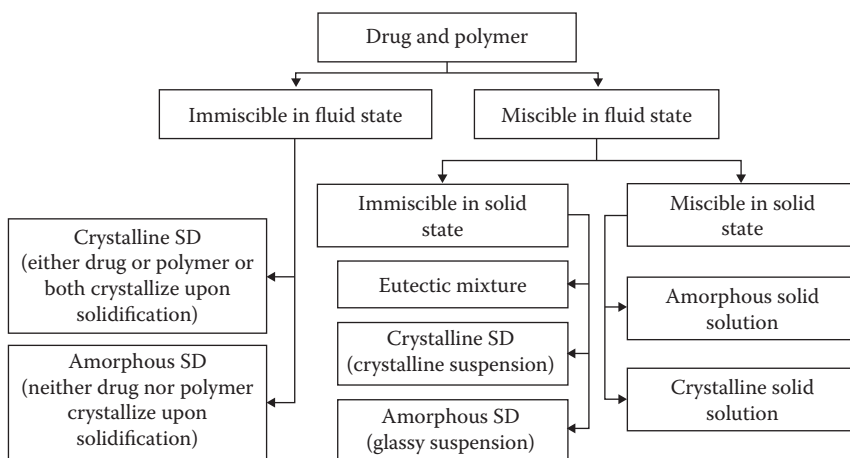 Drug and polymer
Immiscible in fluid state
Miscible in fluid state
Immiscible in solid
state
Miscible in solid
state
Crystalline SD
(either drug or polymer or
both crystallize upon
solidification)
Eutectic mixture
Amorphous solid
solution
Crystalline SD
(crystalline suspension)
Amorphous SD
(neither drug nor polymer
crystallize upon
solidification)
Crystalline solid
solution
Amorphous SD
(glassy suspension)